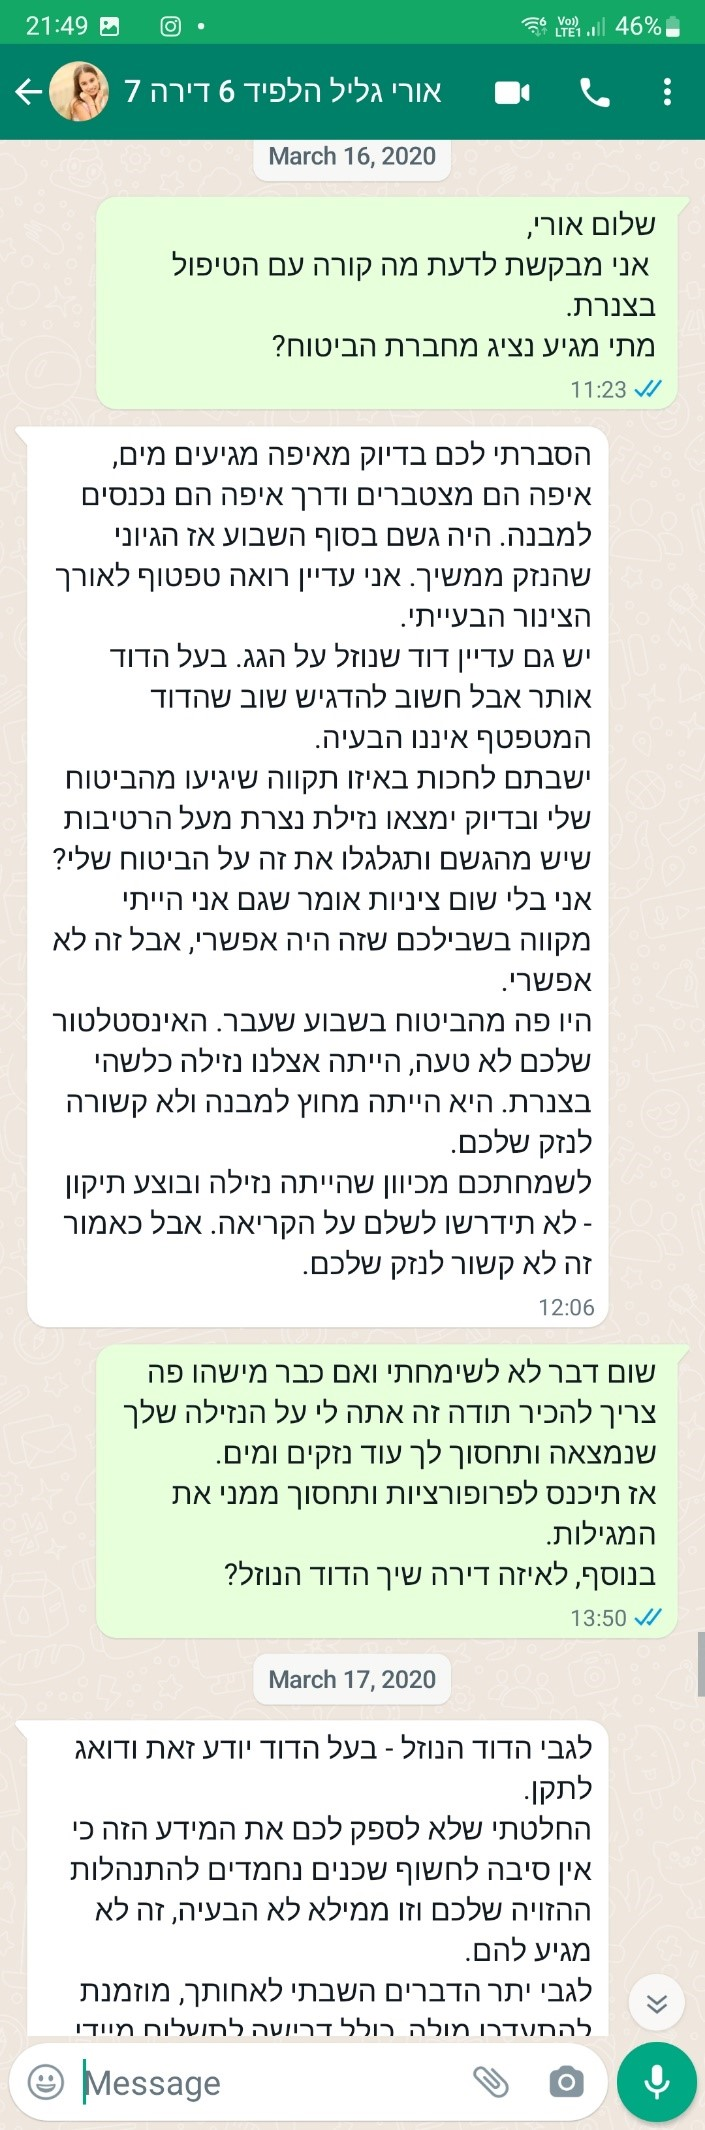 21:49
Vo))
LTE1
46%
אורי גליל הלפיד 6 דירה 7
March 16, 2020
שלום אורי,
אני מבקשת לדעת מה קורה עם הטיפול
בצנרת.
מתי מגיע נציג מחברת הביטוח?
11:23
הסברתי לכם בדיוק מאיפה מגיעים מים,
איפה הם מצטברים ודרך איפה הם נכנסים
למבנה. היה גשם בסוף השבוע אז הגיוני
שהנזק ממשיך. אני עדיין רואה טפטוף לאורך
הצינור הבעייתי.
יש גם עדיין דוד שנוזל על הגג. בעל הדוד
אותר אבל חשוב להדגיש שוב שהדוד
המטפטף איננו הבעיה.
ישבתם לחכות באיזו תקווה שיגיעו מהביטוח
שלי ובדיוק ימצאו נזילת נצרת מעל הרטיבות
שיש מהגשם ותגלגלו את זה על הביטוח שלי?
אני בלי שום ציניות אומר שגם אני הייתי
מקווה בשבילכם שזה היה אפשרי, אבל זה לא
אפשרי.
היו פה מהביטוח בשבוע שעבר. האינסטלטור
שלכם לא טעה, הייתה אצלנו נזילה כלשהי
בצנרת. היא הייתה מחוץ למבנה ולא קשורה
לנזק שלכם.
לשמחתכם מכיוון שהייתה נזילה ובוצע תיקון
- לא תידרשו לשלם על הקריאה. אבל כאמור
זה לא קשור לנזק שלכם.
12:06
שום דבר לא לשימחתי ואם כבר מישהו פה
צריך להכיר תודה זה אתה לי על הנזילה שלך
שנמצאה ותחסוך לך עוד נזקים ומים.
אז תיכנס לפרופורציות ותחסוך ממני את
המגילות.
בנוסף, לאיזה דירה שיך הדוד הנוזל?
13:50
March 17, 2020
לגבי הדוד הנוזל - בעל הדוד יודע זאת ודואג
לתקן.
החלטתי שלא לספק לכם את המידע הזה כי
אין סיבה לחשוף שכנים נחמדים להתנהלות
ההזויה שלכם וזו ממילא לא הבעיה, זה לא
מגיע להם.
לגבי יתר הדברים השבתי לאחותך, מוזמנת
להתעדכן מולה, כולל דרישה לתשלום מיידי
Message